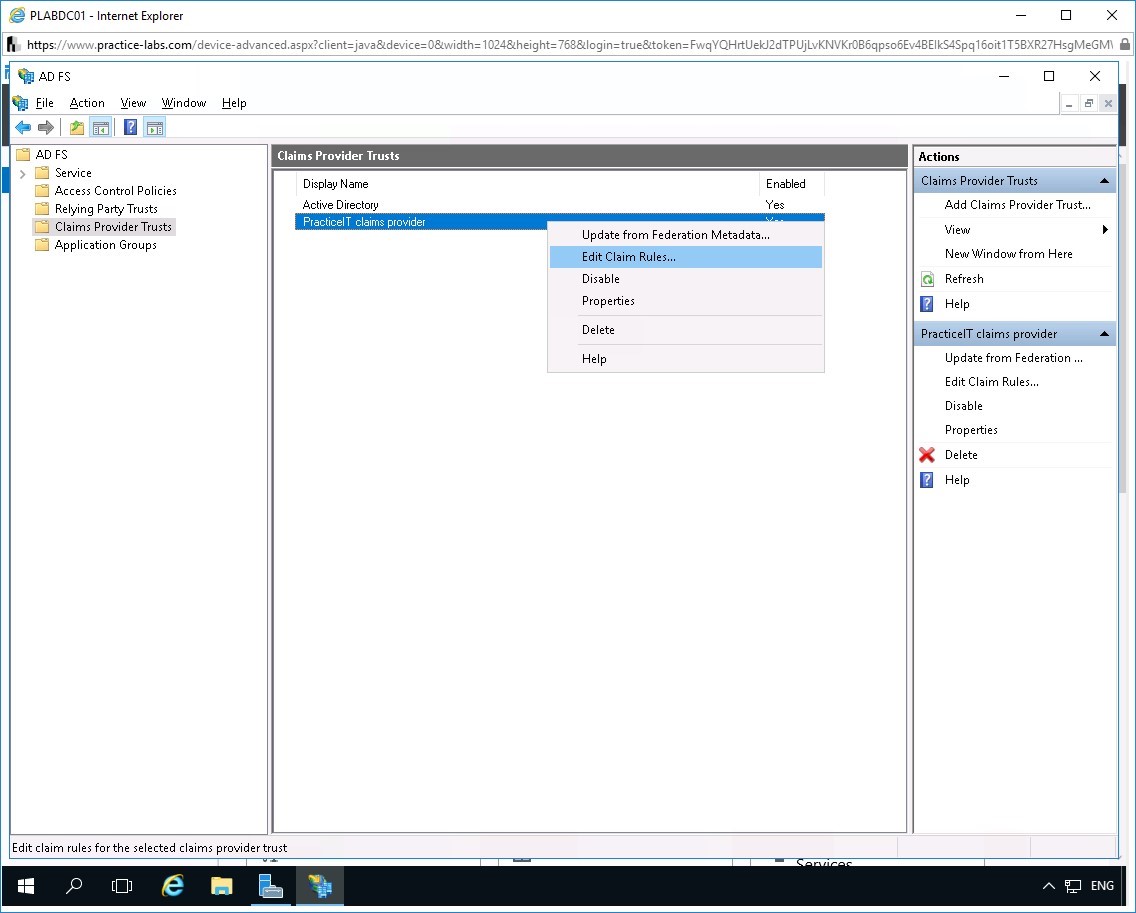 PLABDC01 - Internet Explorer
https://www.practice-labs.com/device-advanced.aspx?client=java&device=0&width=1024&height=768&login=true&token=FwqYQHrtUekJ2dTPUjLvKNVKr0B6qpso6Ev4BElkS4Spq16oit1T5BXR27HsgMeGM
AD FS
File Action View Window Help
AD FS
Service
Access Control Policies
Relying Party Trusts
Claims Provider Trusts
Application Groups
Claims Provider Trusts
Display Name Enabled
Active Directory Yes
PracticeIT claims provider Yes
Update from Federation Metadata...
Edit Claim Rules...
Disable
Properties
Delete
Help
Actions
Claims Provider Trusts
Add Claims Provider Trust...
View
New Window from Here
Refresh
Help
PracticeIT claims provider
Update from Federation ...
Edit Claim Rules...
Disable
Properties
Delete
Help
Edit claim rules for the selected claims provider trust
Services
ENG